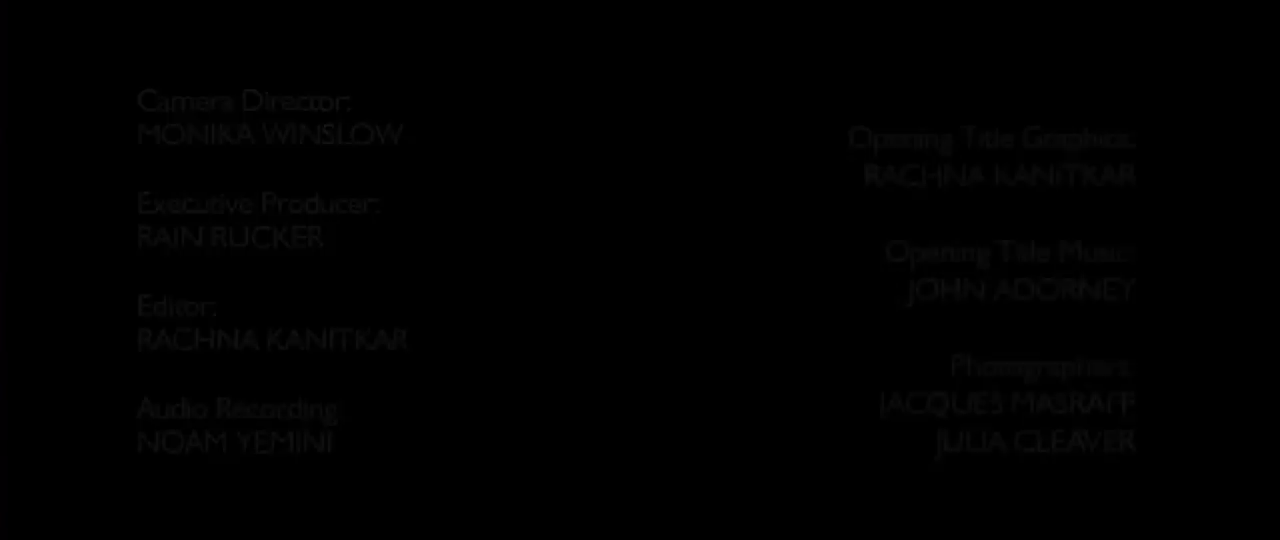 Camera Director:
MONIKA WINSLOW
Executive Producer:
RAIN RUCKER
Editor:
RACHNA KANITKAR
Audio Recording:
NOAM YEMINI
Opening Title Graphics:
RACHNA KANITKAR
Opening Title Music:
JOHN ADORNEY
Photographers:
JACQUES MASRAFF
JULIA CLEAVER